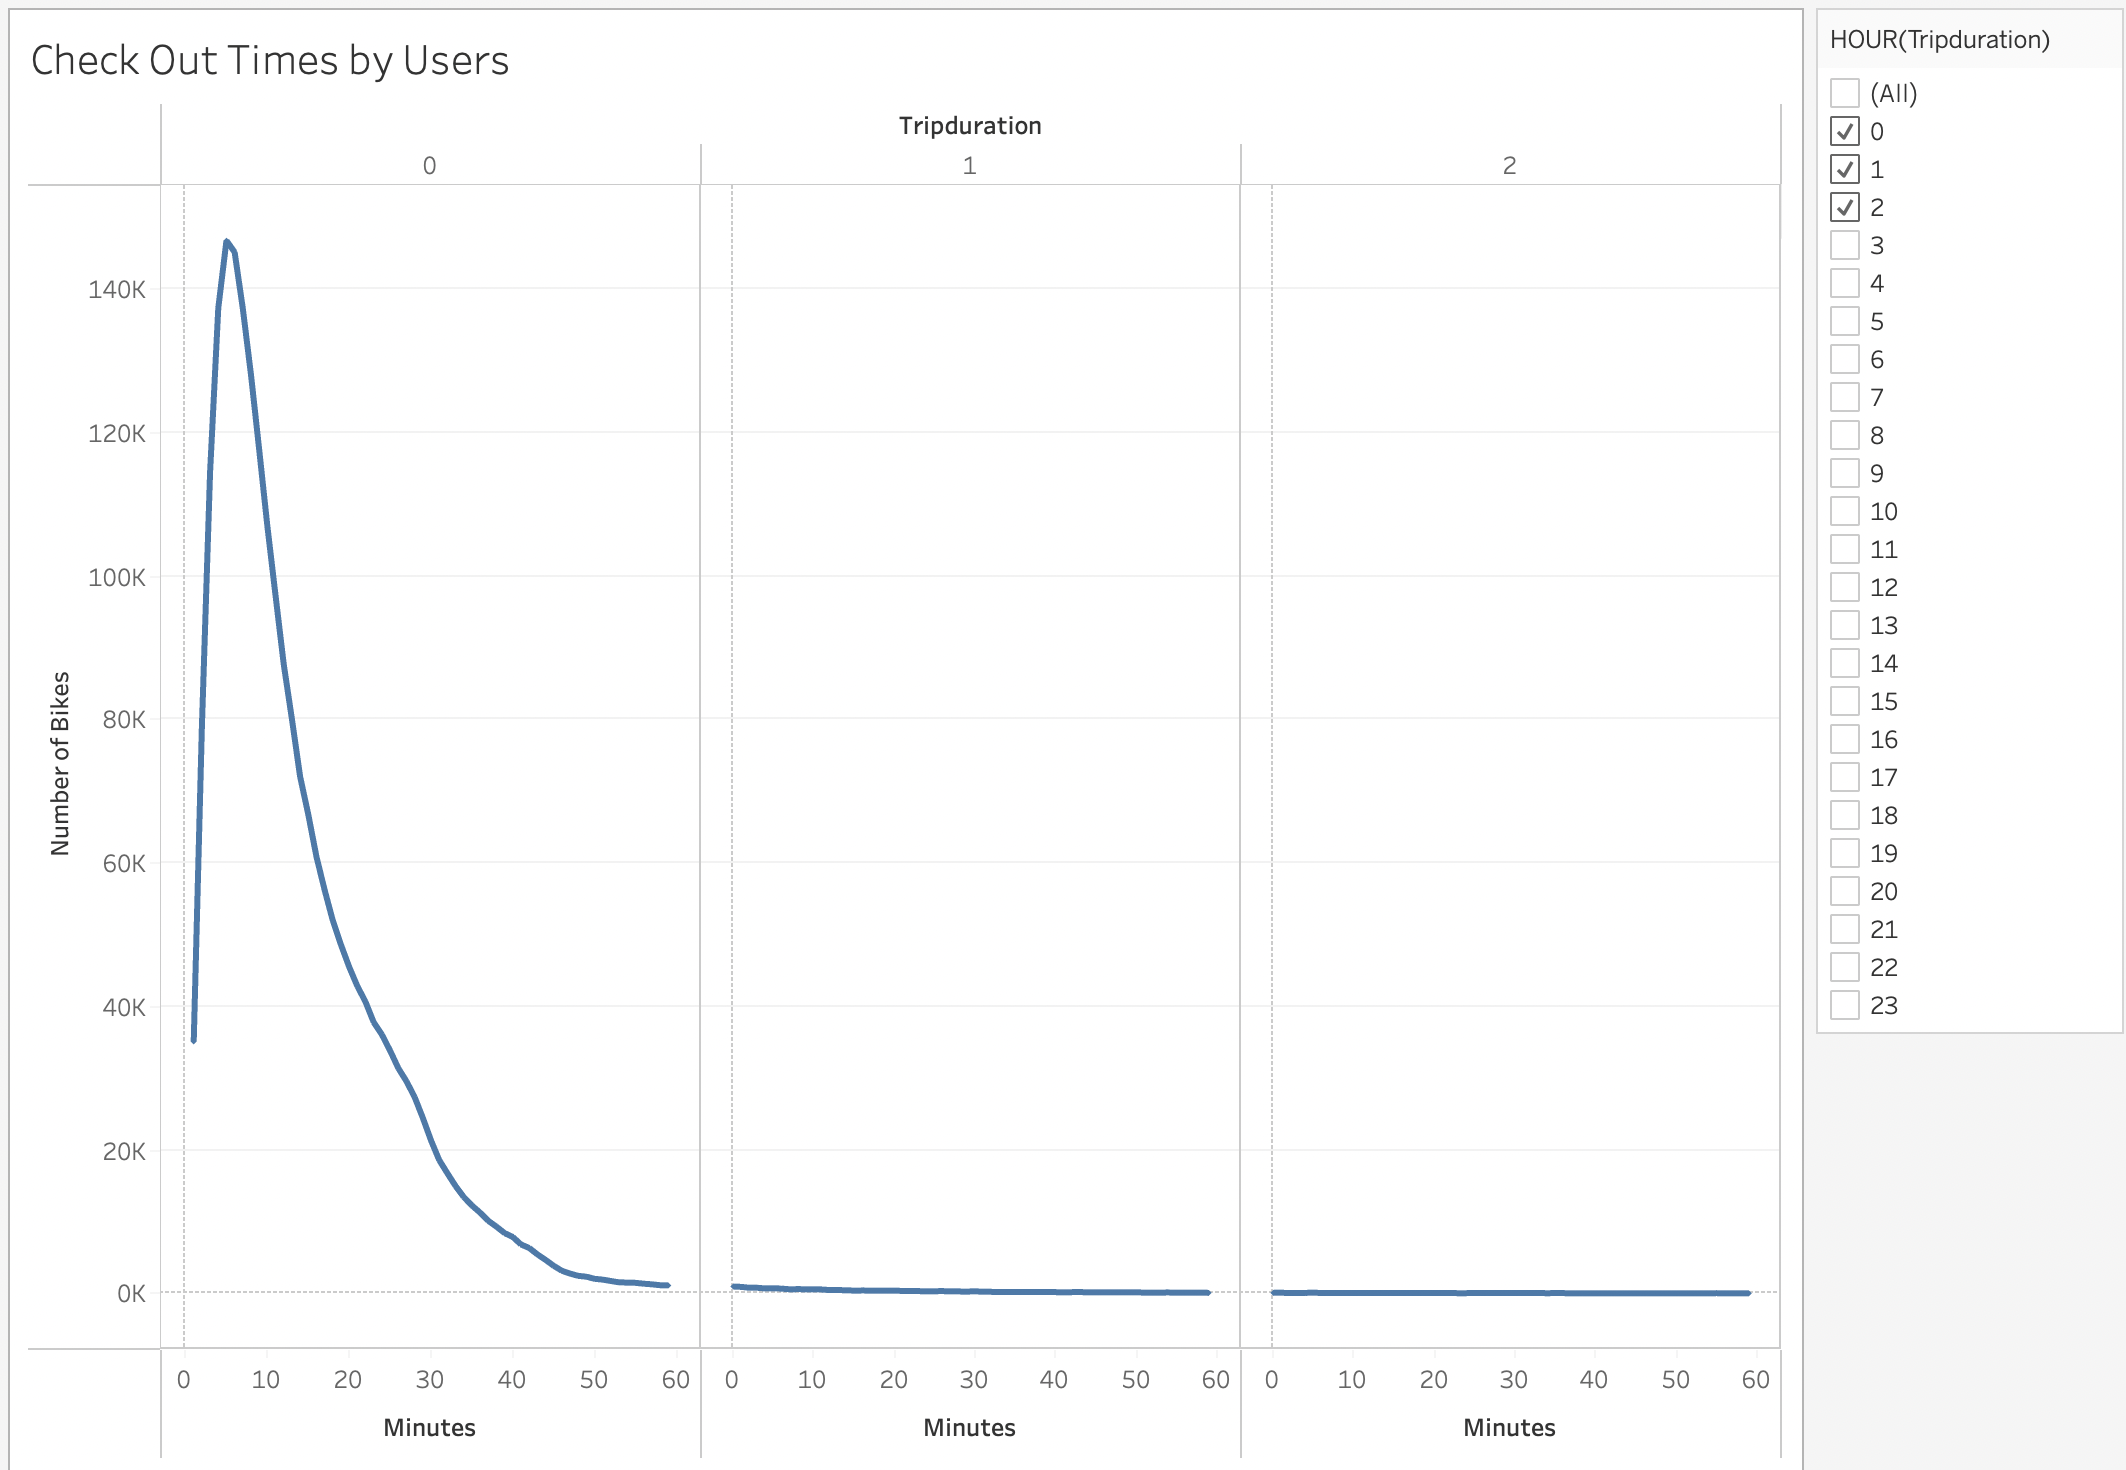 Check Out Times by Users
Tripduration
0 1 2
Number of Bikes
140K
120K
100K
80K
60K
40K
20K
0K
0 10 20 30 40 50 60 0 10 20 30 40 50 60 0 10 20 30 40 50 60
Minutes Minutes Minutes
HOUR(Tripduration)
(All)
0
1
2
3
4
5
6
7
8
9
10
11
12
13
14
15
16
17
18
19
20
21
22
23